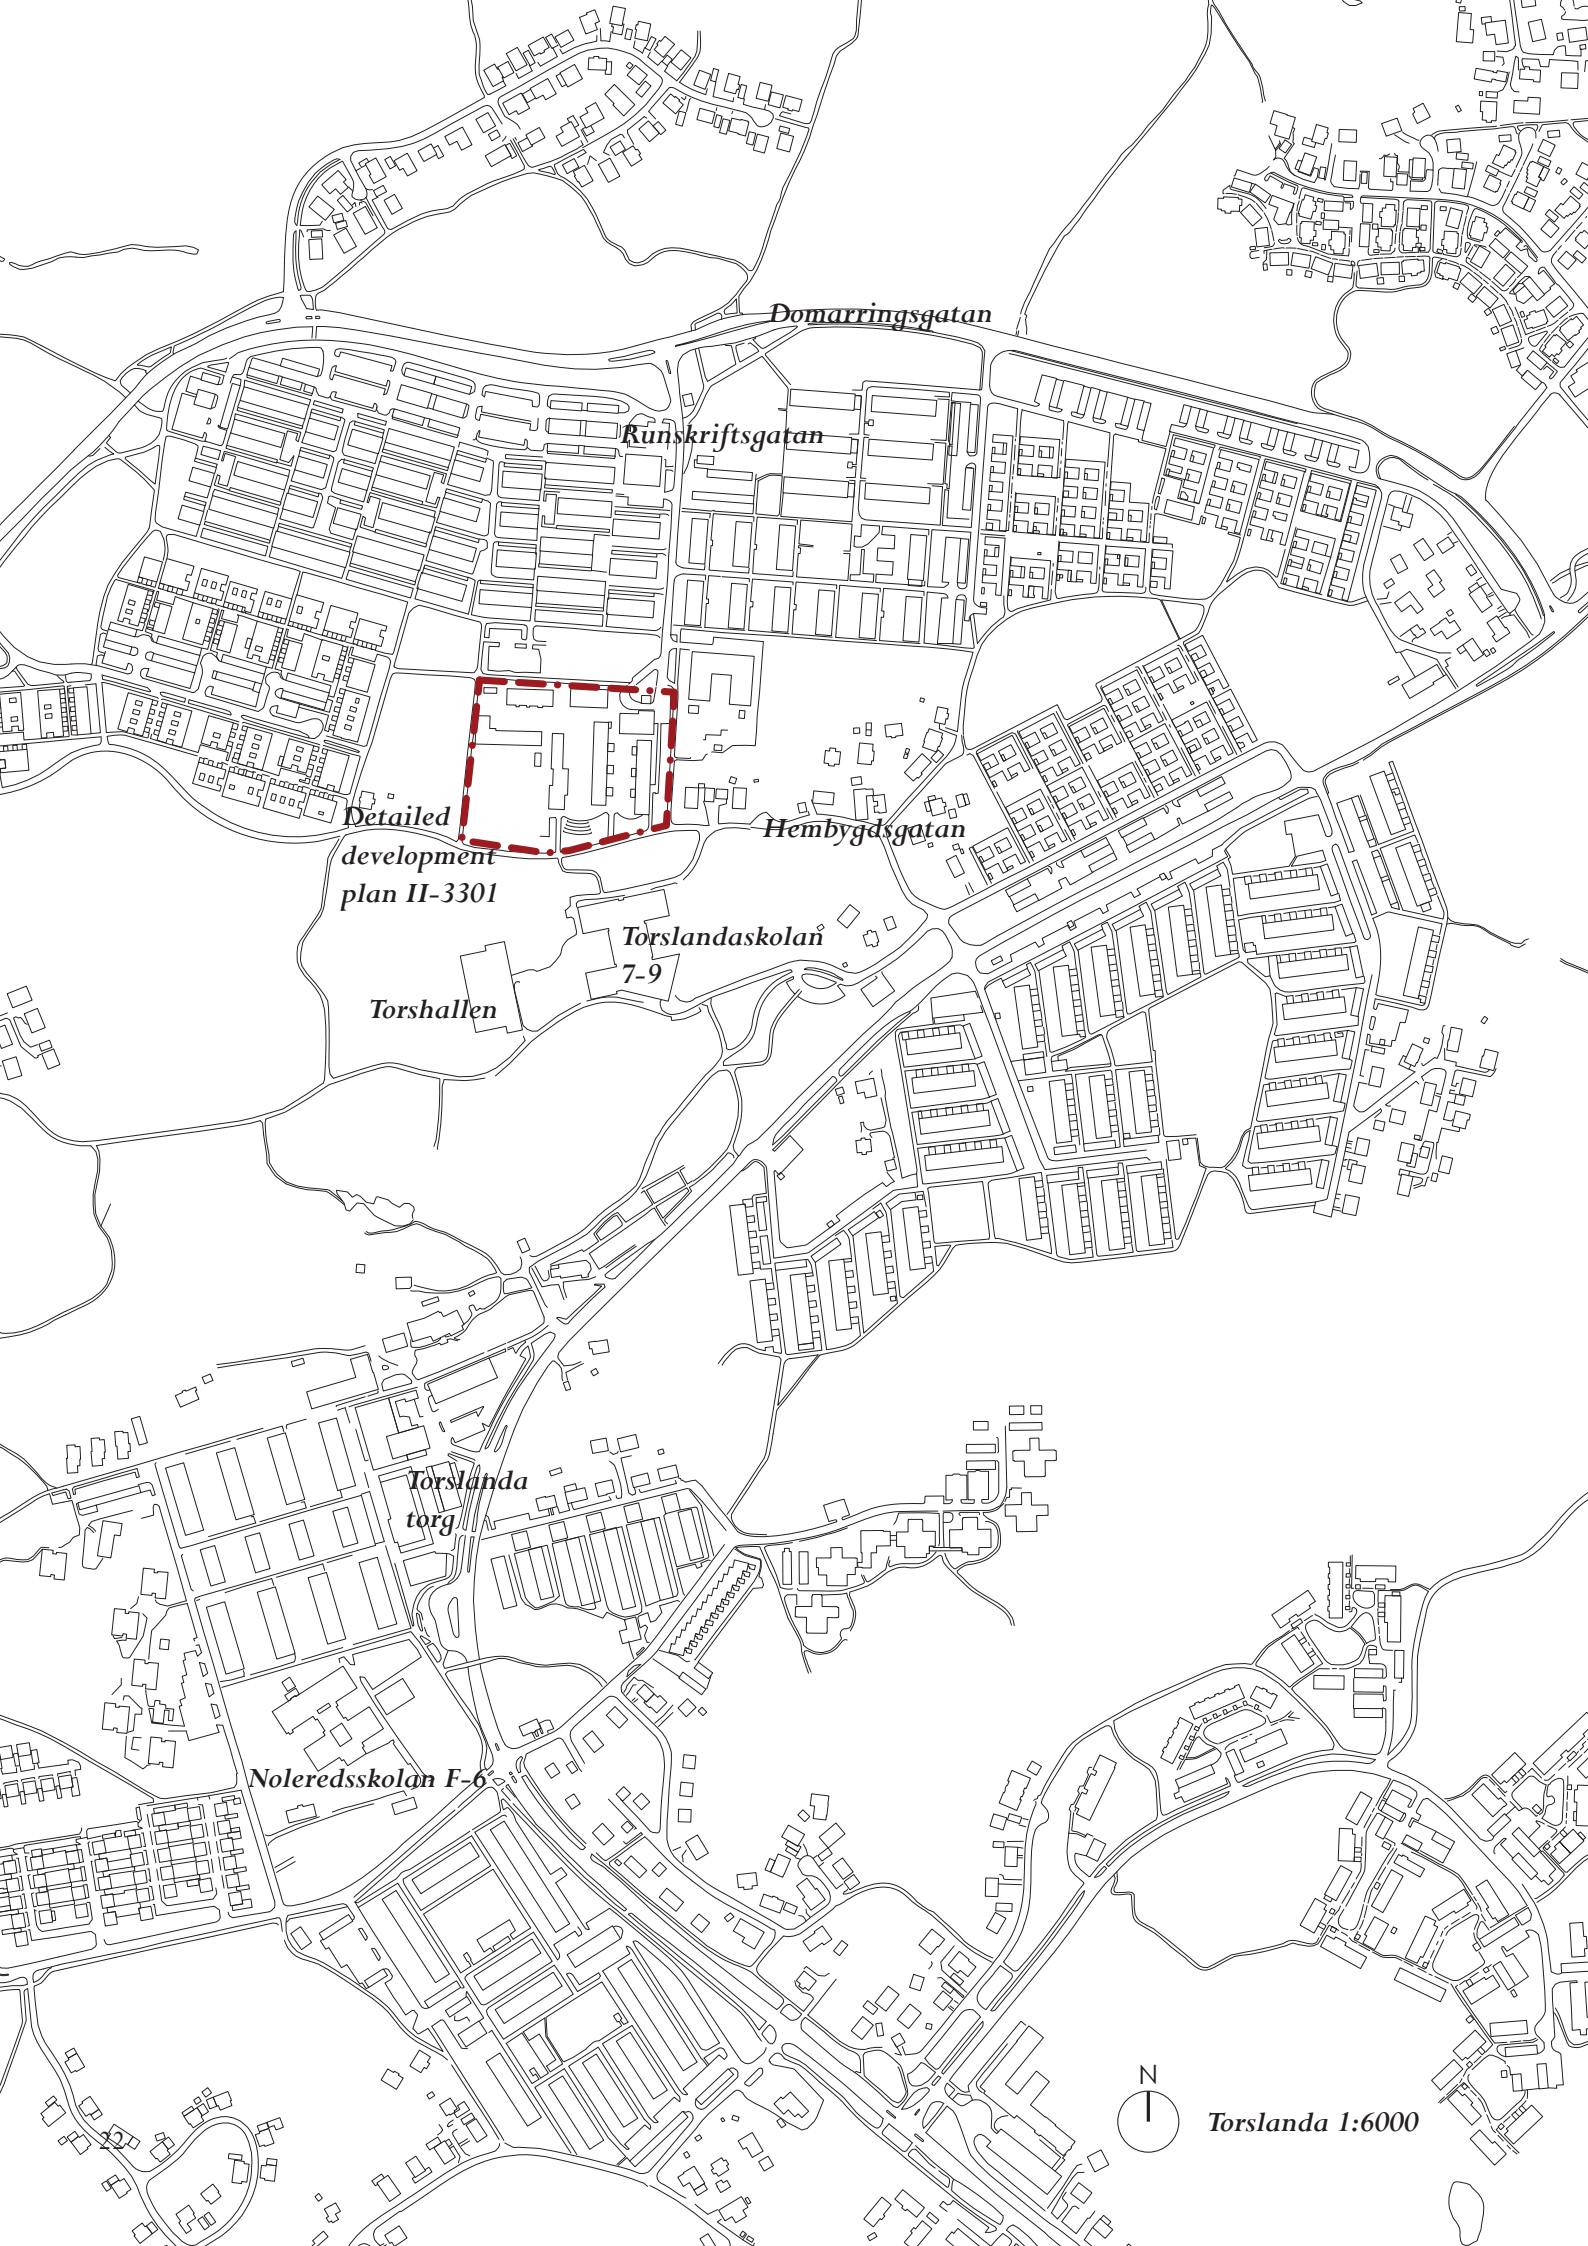 Domarringsgatan
Runskriftsgatan
Detailed
development
plan II-3301
Hembygdsgatan
Torslandaskolan
7-9
Torshallen
Torslanda
torg
Noleredsskolan F-6
N
Torslanda 1:6000
22